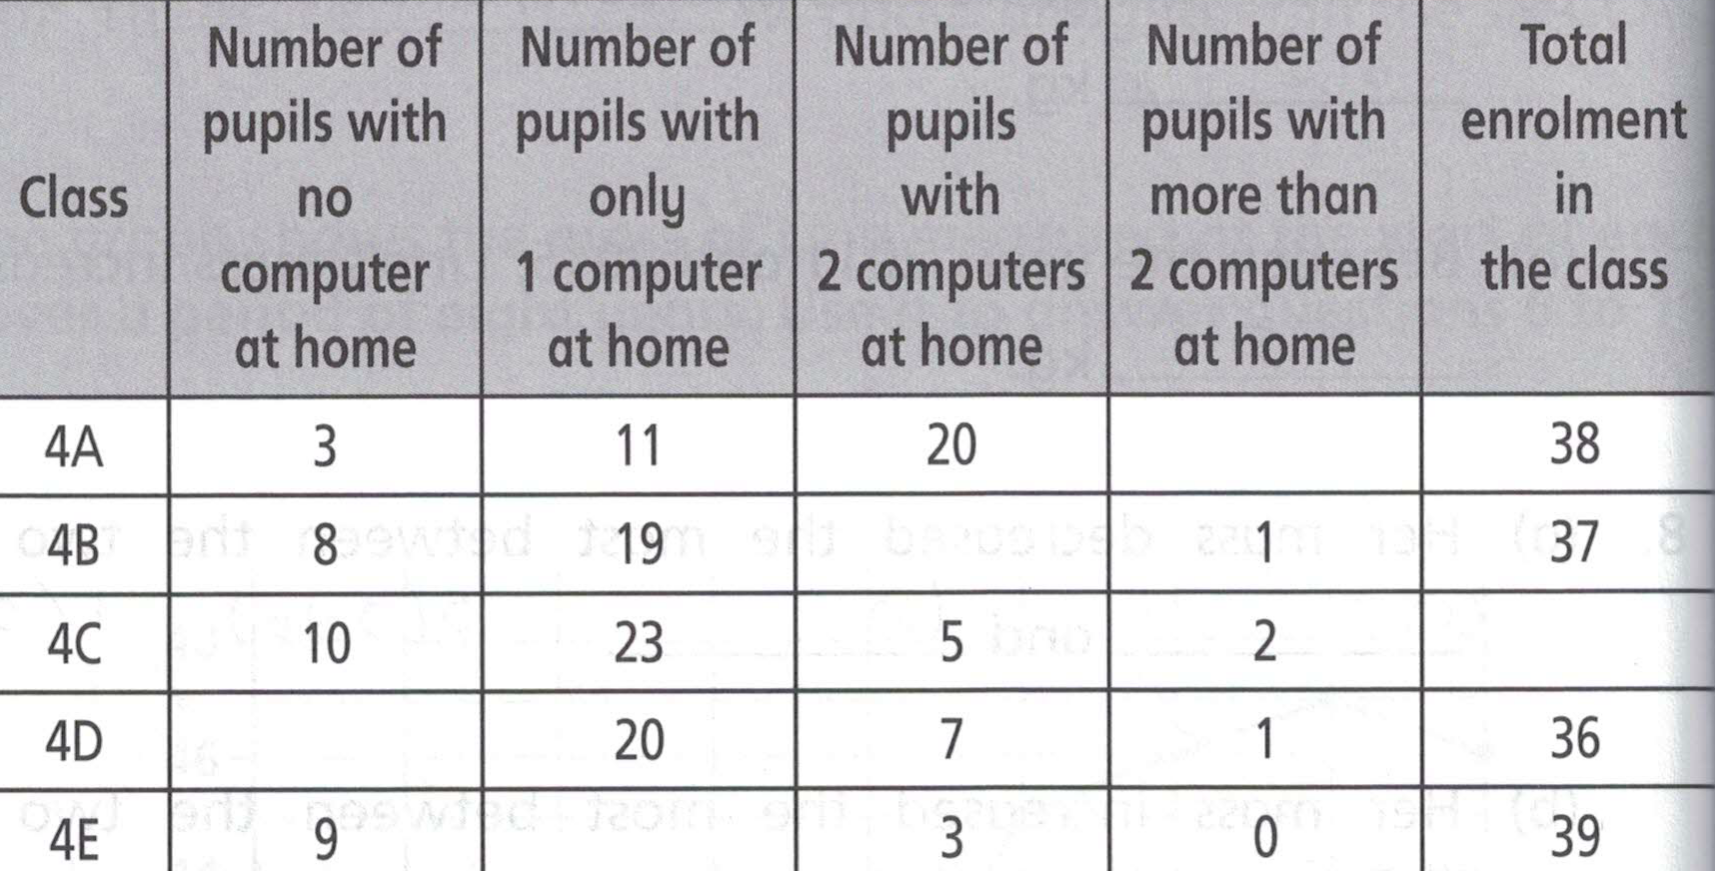 Class
Number of
pupils with
no
computer
at home
Number of
pupils with
only
1 computer
at home
Number of
pupils
with
2 computers
at home
Number of
pupils with
more than
2 computers
at home
Total
enrolment
in
the class
4A 3 11 20 38
4B 8 19 1 37
4C 10 23 5 2
4D 20 7 1 36
4E 9 3 0 39